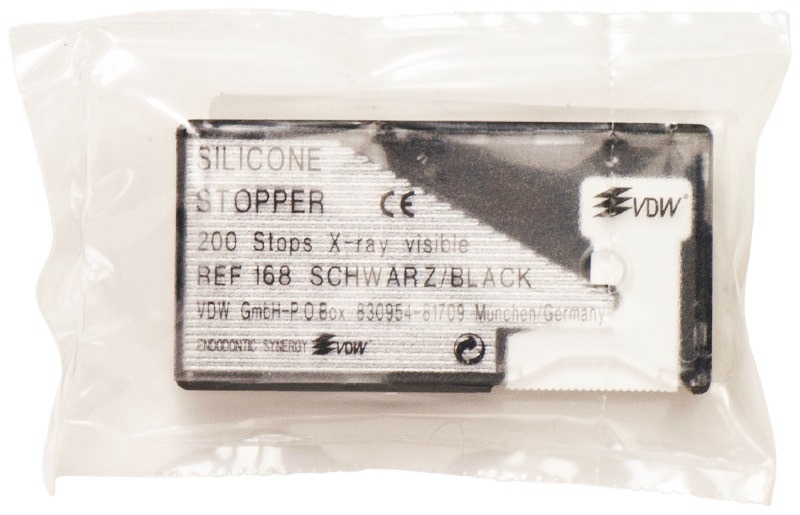 SILICONE
STOPPER CE
VDW®
200 Stops X-ray visible
REF 168 SCHWARZ/BLACK
VDW GmbH-P.O.Box 830954-81709 München/Germany
ENDODONTIC SYNERGY VDW®